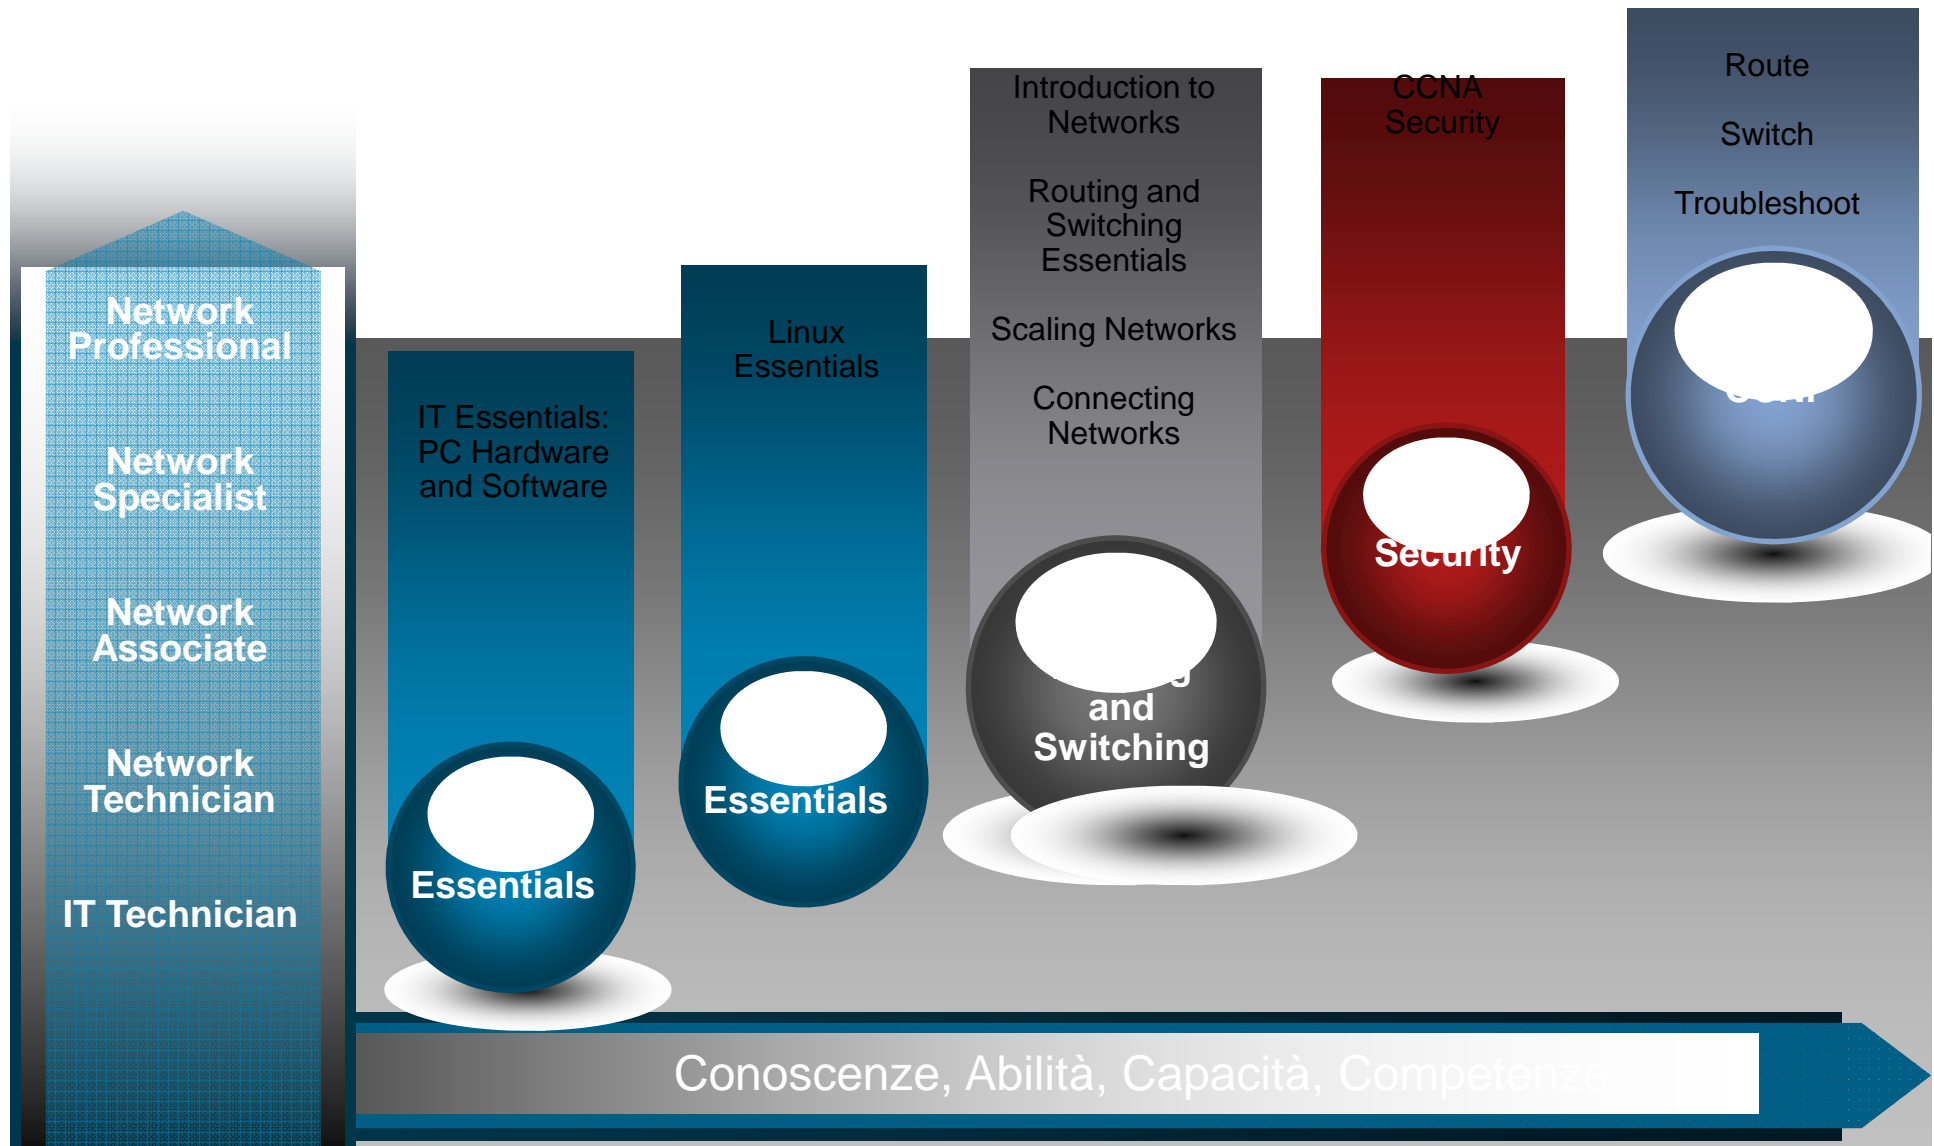 Network
Professional
Network
Specialist
Network
Associate
Network
Technician
IT Technician
IT Essentials:
PC Hardware
and Software
Essentials
Linux
Essentials
Essentials
Introduction to
Networks
Routing and
Switching
Essentials
Scaling Networks
Connecting
Networks
and
Switching
CCNA
Security
Security
Route
Switch
Troubleshoot
Conoscenze, Abilità, Capacità, Competenze